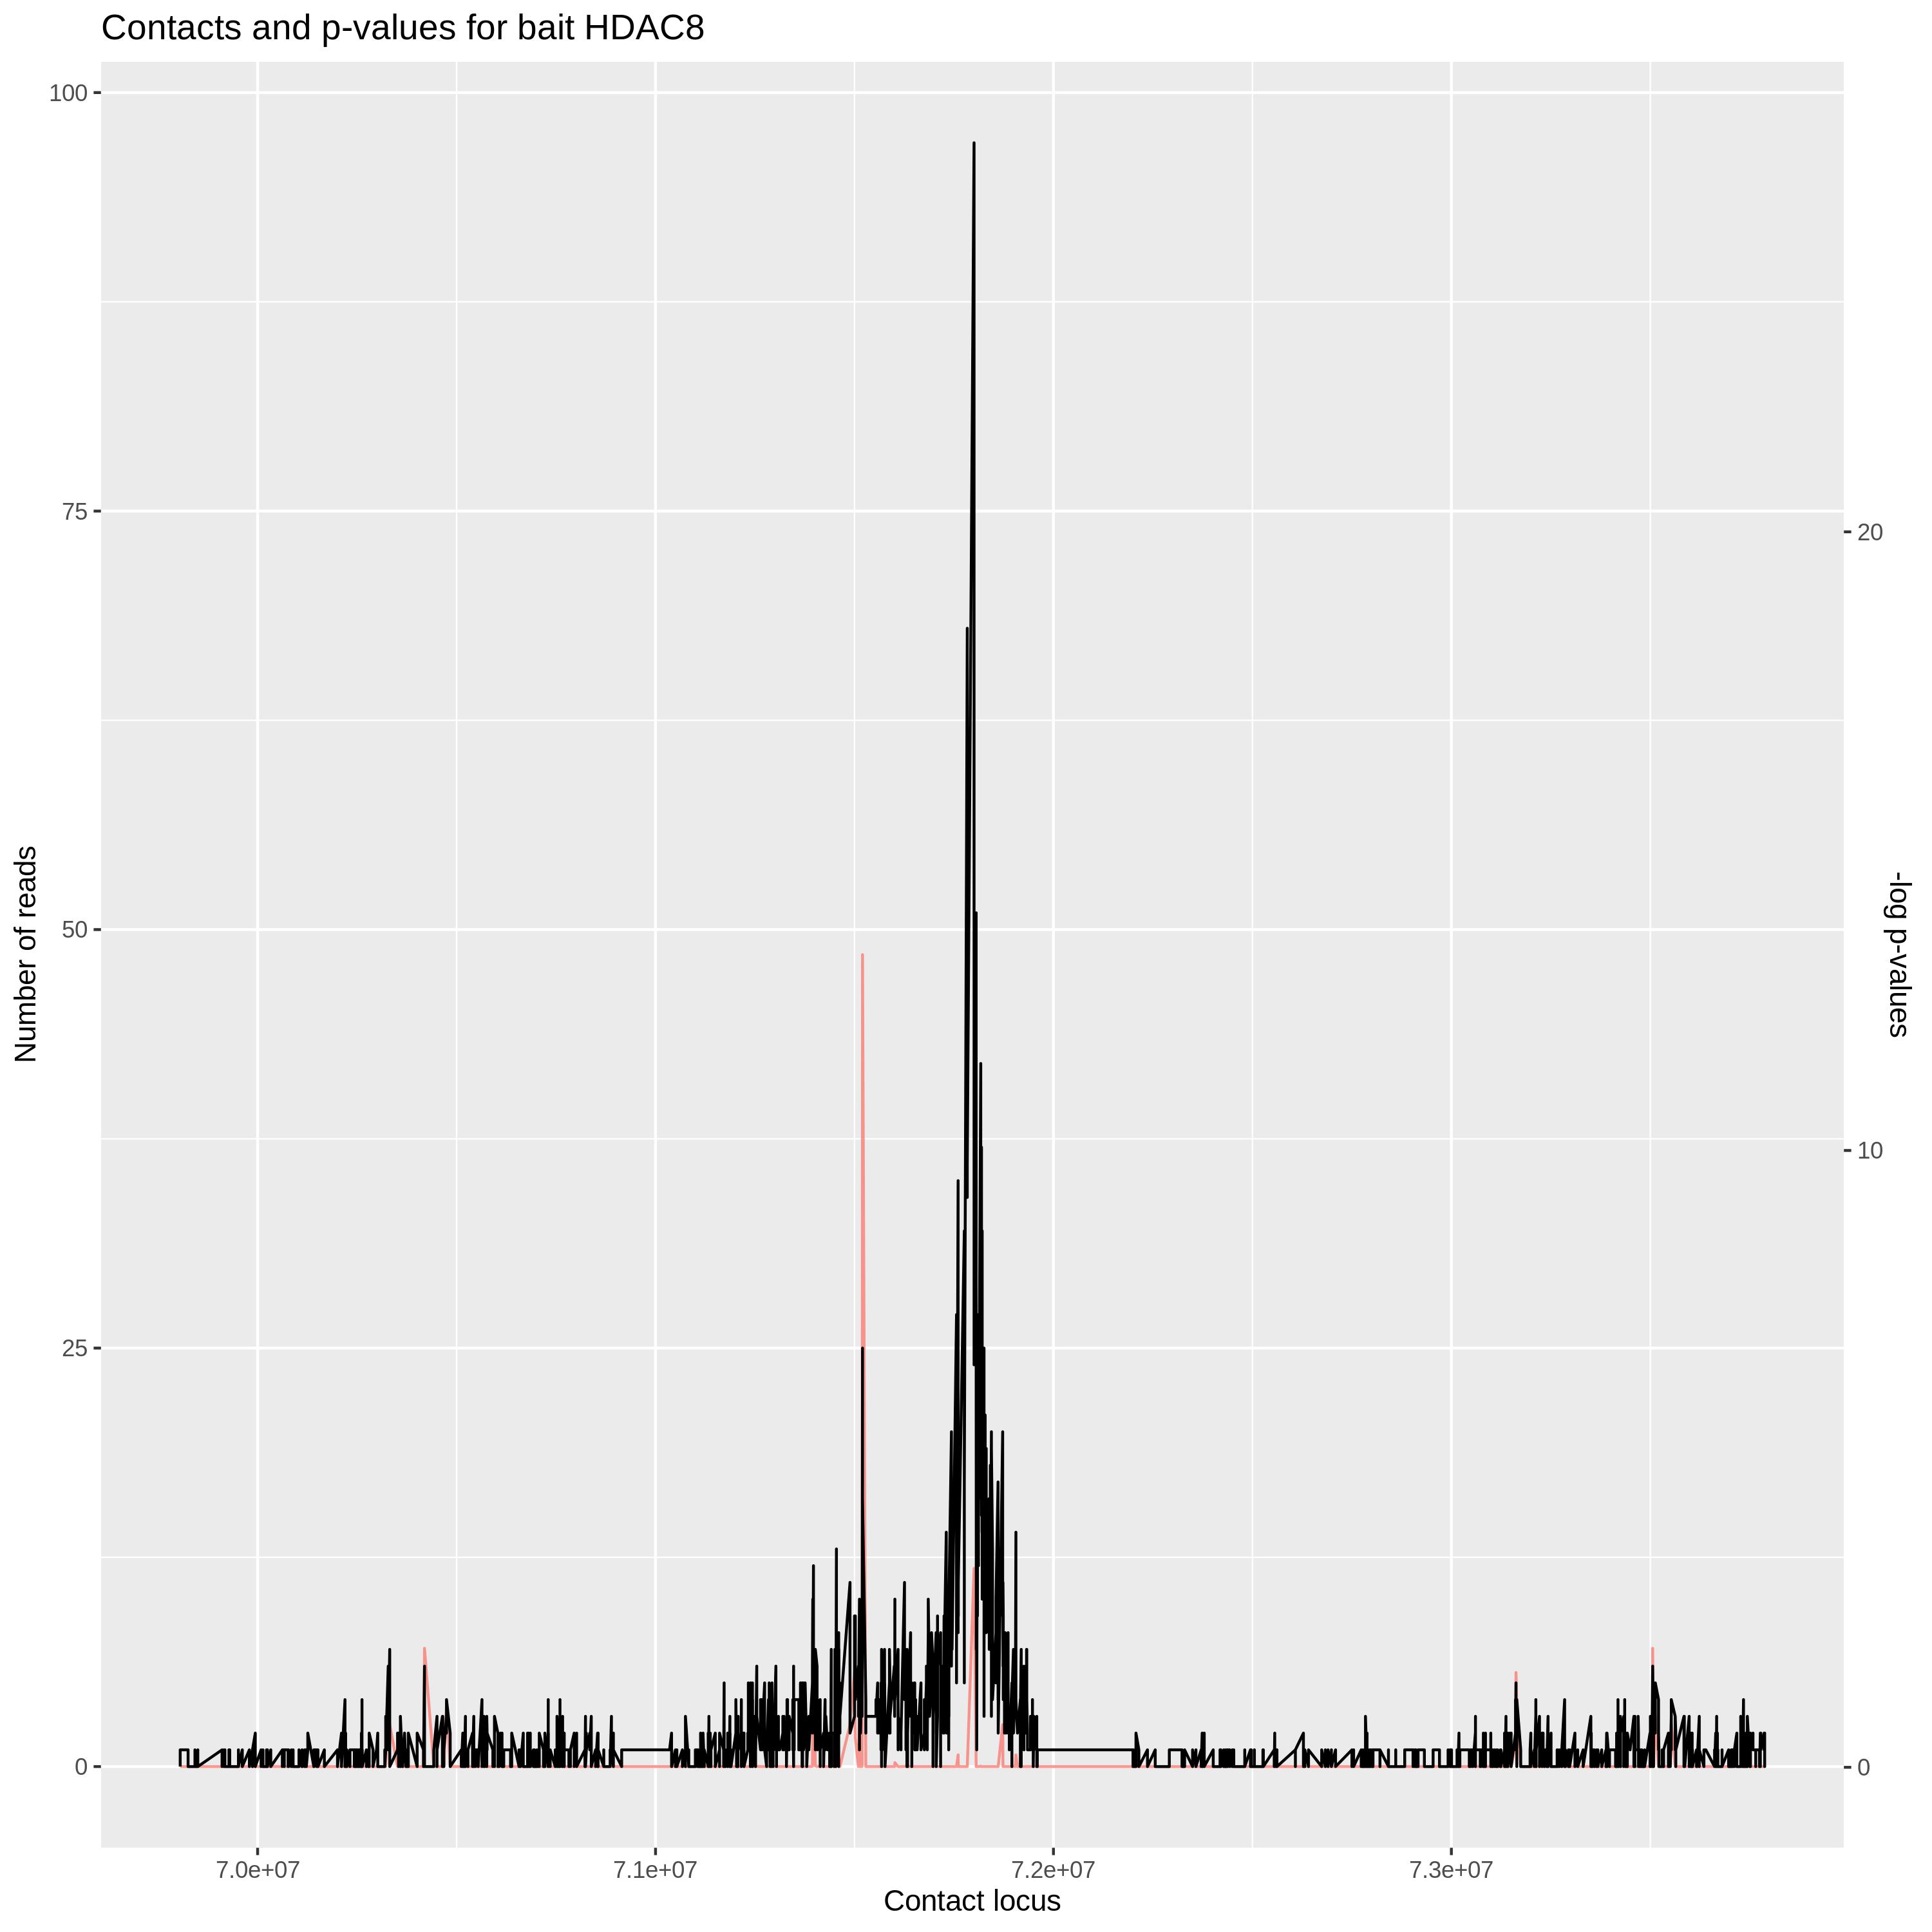 Contacts and p-values for bait HDAC8
100
75
50
25
0
Number of reads
20
10
0
-log p-values
7.0e+07
7.1e+07
7.2e+07
7.3e+07
Contact locus